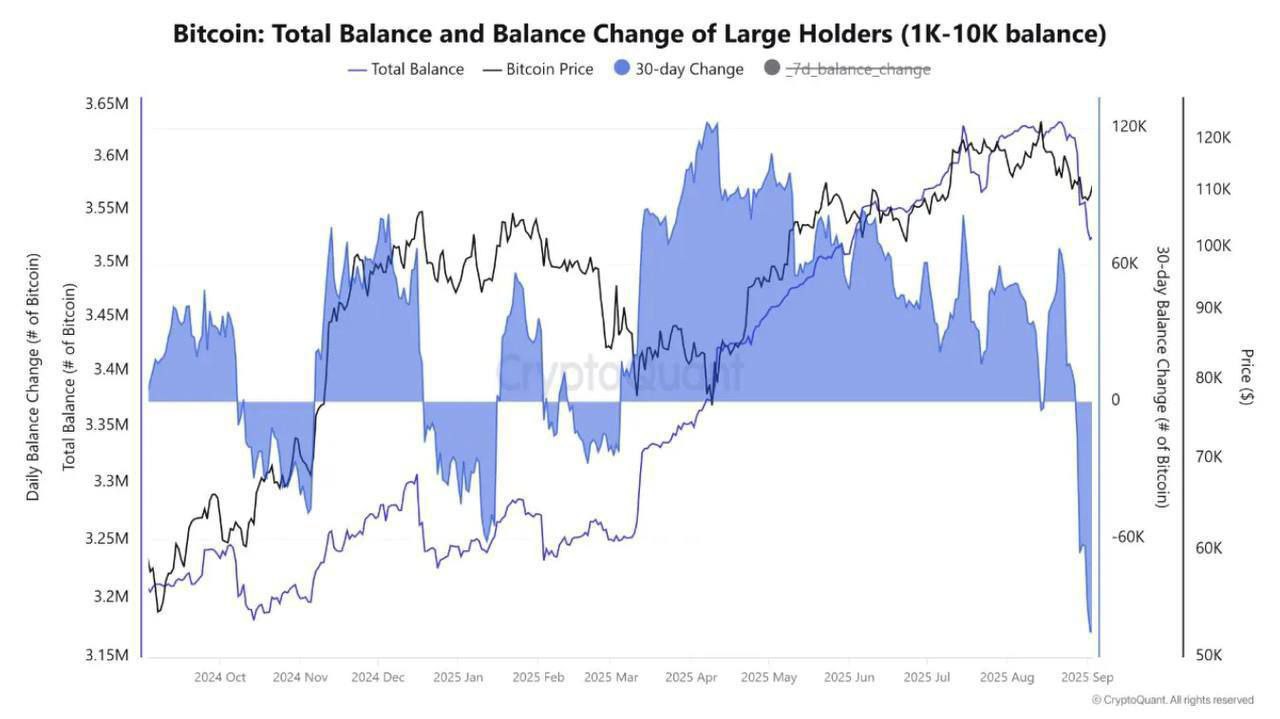 Bitcoin: Total Balance and Balance Change of Large Holders (1K-10K balance)
Total Balance Bitcoin Price 30-day Change _7d_balance_change
Daily Balance Change (# of Bitcoin)
Total Balance (# of Bitcoin)
3.65M
3.6M
3.55M
3.5M
3.45M
3.4M
3.35M
3.3M
3.25M
3.2M
3.15M
CryptoQuant
120K
60K
0
-60K
30-day Balance Change (# of Bitcoin)
120K
110K
100K
90K
80K
70K
60K
50K
Price ($)
2024 Oct 2024 Nov 2024 Dec 2025 Jan 2025 Feb 2025 Mar 2025 Apr 2025 May 2025 Jun 2025 Jul 2025 Aug 2025 Sep
© CryptoQuant. All rights reserved